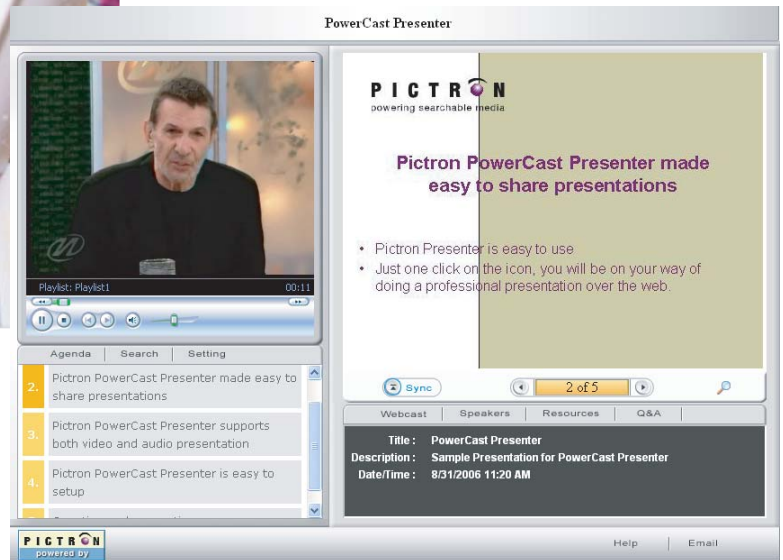 PowerCast Presenter
Playlist: Playlist1
00:11
Agenda
Search
Setting
2.
Pictron PowerCast Presenter made easy to
share presentations
3.
Pictron PowerCast Presenter supports
both video and audio presentation
4.
Pictron PowerCast Presenter is easy to
setup
PICTRON
powered by
PICTRON
powering searchable media
Pictron PowerCast Presenter made
easy to share presentations
• Pictron Presenter is easy to use
• Just one click on the icon, you will be on your way of
doing a professional presentation over the web.
Sync
2 of 5
Webcast
Speakers
Resources
Q&A
Title : PowerCast Presenter
Description : Sample Presentation for PowerCast Presenter
Date/Time : 8/31/2006 11:20 AM
Help
Email